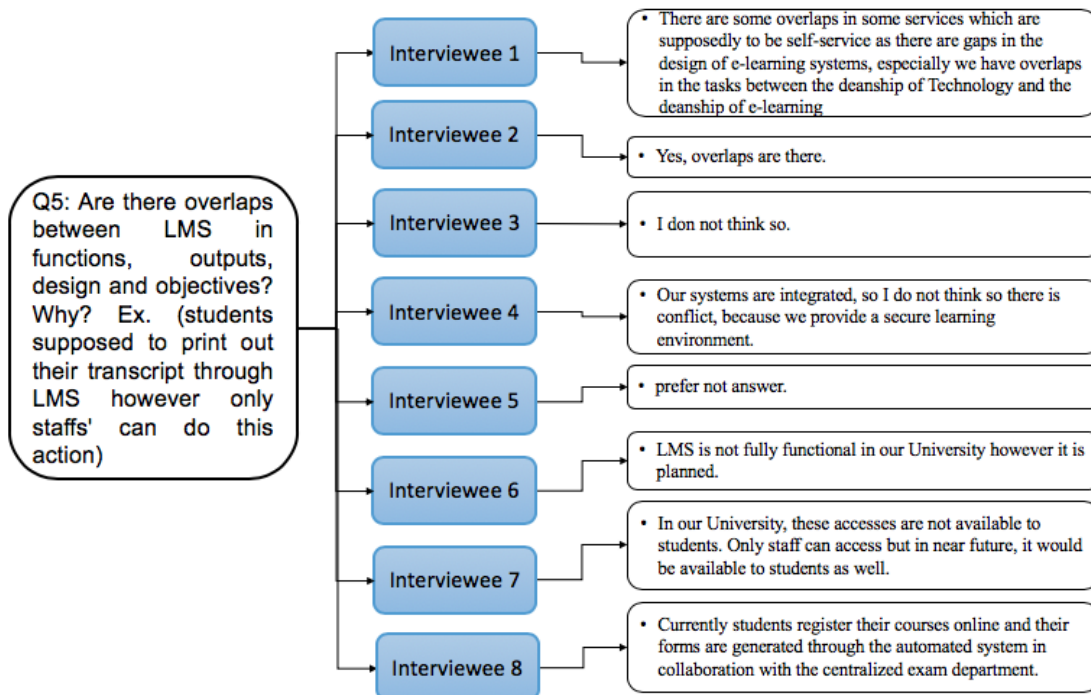 Q5: Are there overlaps
between LMS in
functions, outputs,
design and objectives?
Why? Ex. (students
supposed to print out
their transcript through
LMS however only
staffs' can do this
action)
Interviewee 1
• There are some overlaps in some services which are
supposedly to be self-service as there are gaps in the
design of e-learning systems, especially we have overlaps
in the tasks between the deanship of Technology and the
deanship of e-learning
Interviewee 2
• Yes, overlaps are there.
Interviewee 3
• I don not think so.
Interviewee 4
• Our systems are integrated, so I do not think so there is
conflict, because we provide a secure learning
environment.
Interviewee 5
• prefer not answer.
Interviewee 6
• LMS is not fully functional in our University however it is
planned.
Interviewee 7
• In our University, these accesses are not available to
students. Only staff can access but in near future, it would
be available to students as well.
Interviewee 8
• Currently students register their courses online and their
forms are generated through the automated system in
collaboration with the centralized exam department.